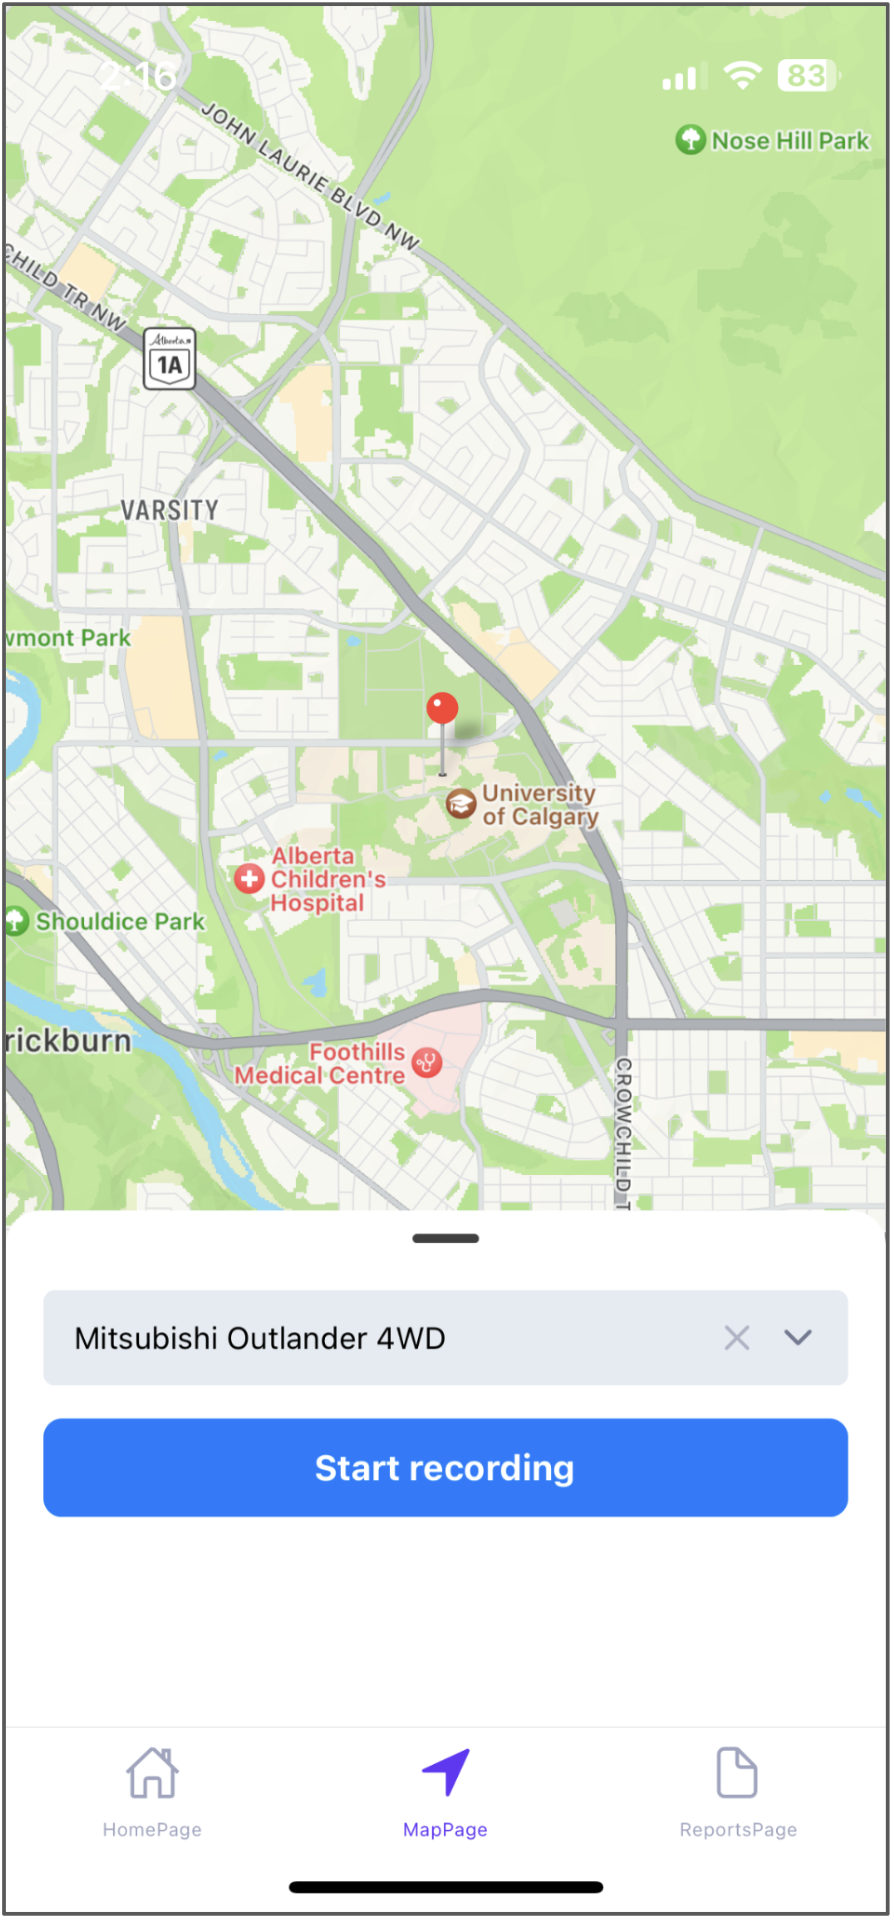 2:16
83
JOHN LAURIE BLVD NW
Nose Hill Park
CHILD TR NW
Alberta
1A
VARSITY
wmont Park
University
of Calgary
Alberta
Children's
Hospital
Shouldice Park
rickburn
Foothills
Medical Centre
CROWCHILD T
Mitsubishi Outlander 4WD
Start recording
HomePage
MapPage
ReportsPage